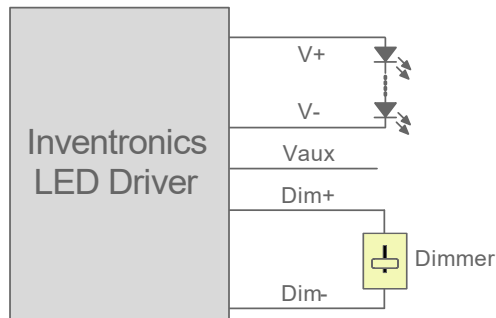 V+
V-
Inventronics
LED Driver
Vaux
Dim+
Dimmer
Dim-